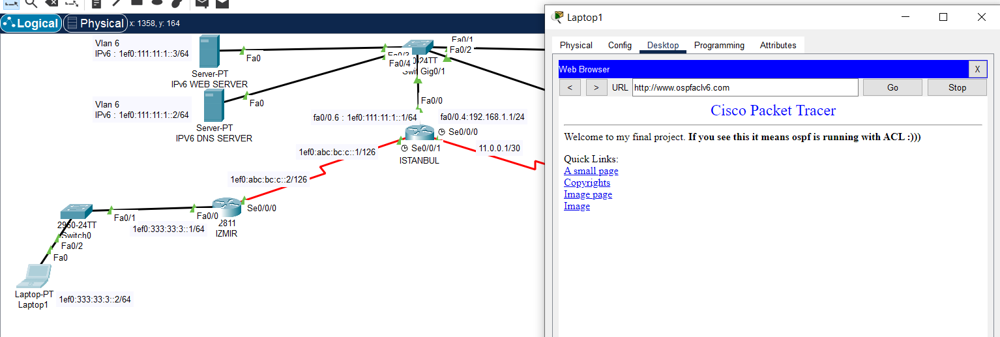 Logical
Physical
x: 1358, y: 164
Vlan 6
IPv6 : 1ef0:111:11:1::3/64
Fa0
Server-PT
IPv6 WEB SERVER
Vlan 6
IPv6 : 1ef0:111:11:1::2/64
Fa0
Server-PT
IPV6 DNS SERVER
Fa0/1
Fa0/2
Fa0/4
24TT
Gig0/1
Fa0/0
fa0/0.6 : 1ef0:111:11:1::1/64
fa0/0.4:192.168.1.1/24
Se0/0/0
Se0/0/1
ISTANBUL
11.0.0.1/30
1ef0:abc:bc:c::1/126
1ef0:abc:bc:c::2/126
Se0/0/0
Fa0/0
2811
IZMIR
Fa0/1
1ef0:333:33:3::1/64
2960-24TT
Switch0
Fa0/2
Fa0
Laptop-PT
Laptop1
1ef0:333:33:3::2/64
Laptop1
Physical
Config
Desktop
Programming
Attributes
Web Browser
X
<
>
URL
http://www.ospfaclv6.com
Go
Stop
Cisco Packet Tracer
Welcome to my final project. If you see this it means ospf is running with ACL :)))
Quick Links:
A small page
Copyrights
Image page
Image